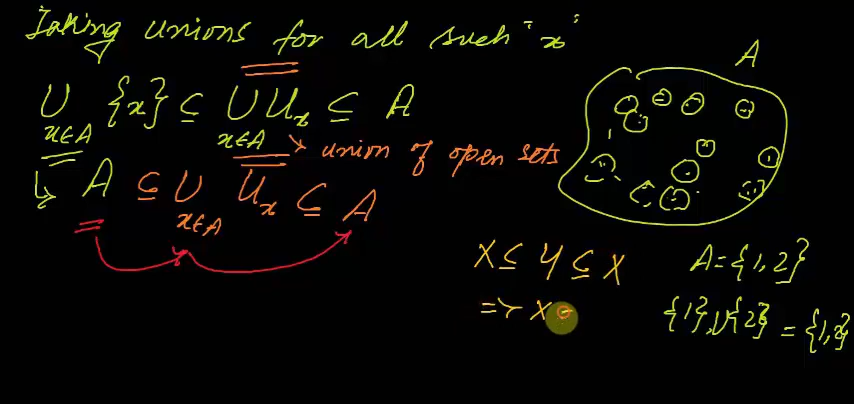 Taking unions for all such "x"
∪ {x} ⊆ ∪ U_x ⊆ A
x∈A x∈A
→ union of open sets
↳ A ⊆ ∪ U_x ⊆ A
x∈A
A
X ⊆ Y ⊆ X
⇒ X =
A = {1, 2}
{1}, ∪ {2} = {1, 2}